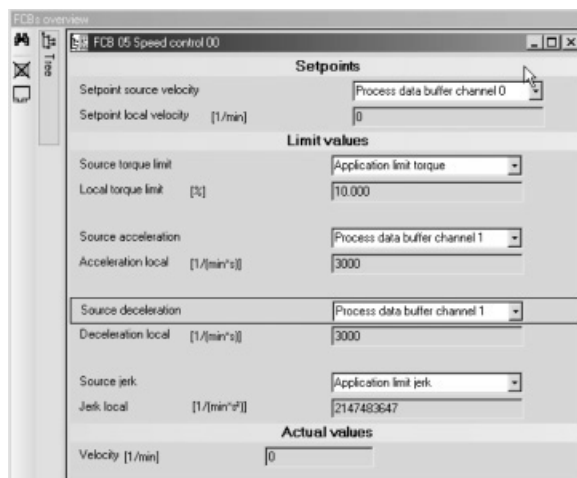 FCBs overview
Tree
FCB 05 Speed control 00
Setpoints
Setpoint source velocity Process data buffer channel 0
Setpoint local velocity [1/min] 0
Limit values
Source torque limit Application limit torque
Local torque limit [%] 10.000
Source acceleration Process data buffer channel 1
Acceleration local [1/(min*s)] 3000
Source deceleration Process data buffer channel 1
Deceleration local [1/(min*s)] 3000
Source jerk Application limit jerk
Jerk local [1/(min*s²)] 2147483647
Actual values
Velocity [1/min] 0